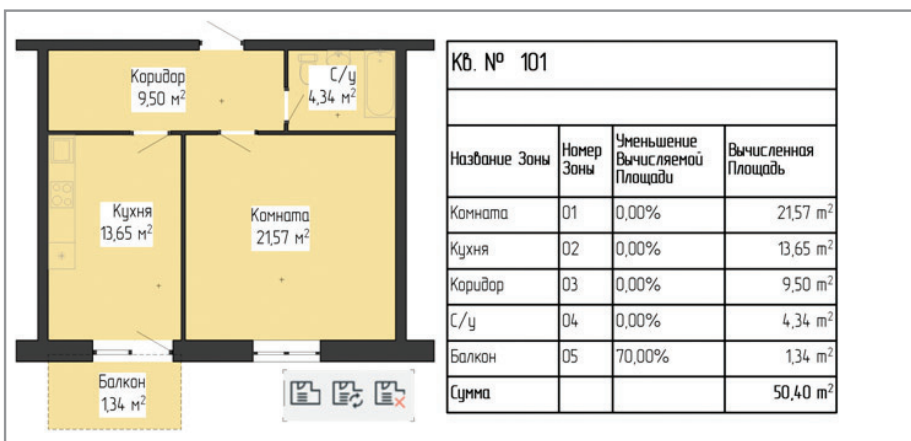 Коридор
9,50 м²
С/у
4,34 м²
Кухня
13,65 м²
Комната
21,57 м²
Балкон
1,34 м²
Кв. № 101
Название Зоны Номер Зоны Уменьшение Вычисляемой Площади Вычисленная Площадь
Комната 01 0,00% 21,57 m²
Кухня 02 0,00% 13,65 m²
Коридор 03 0,00% 9,50 m²
С/у 04 0,00% 4,34 m²
Балкон 05 70,00% 1,34 m²
Сумма 50,40 m²